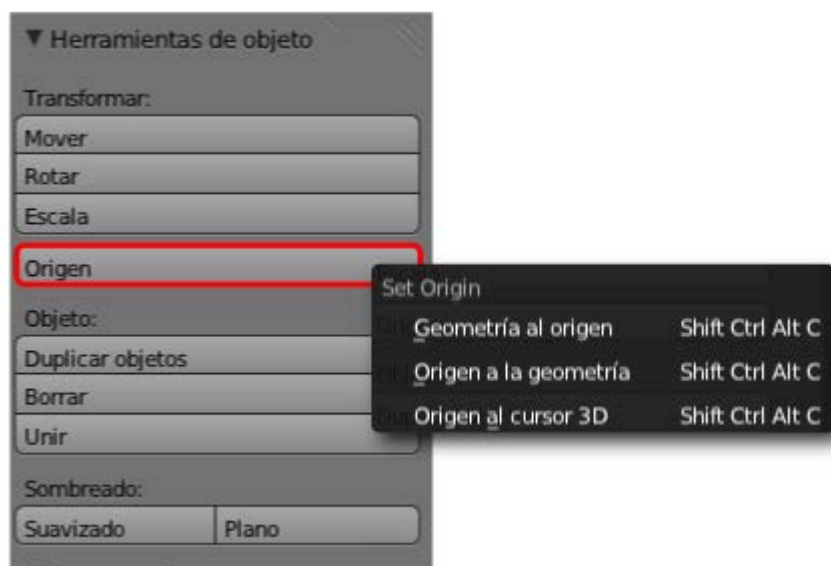 Herramientas de objeto
Transformar:
Mover
Rotar
Escala
Origen
Set Origin
Geometría al origen Shift Ctrl Alt C
Origen a la geometría Shift Ctrl Alt C
Origen al cursor 3D Shift Ctrl Alt C
Objeto:
Duplicar objetos
Borrar
Unir
Sombreado:
Suavizado Plano